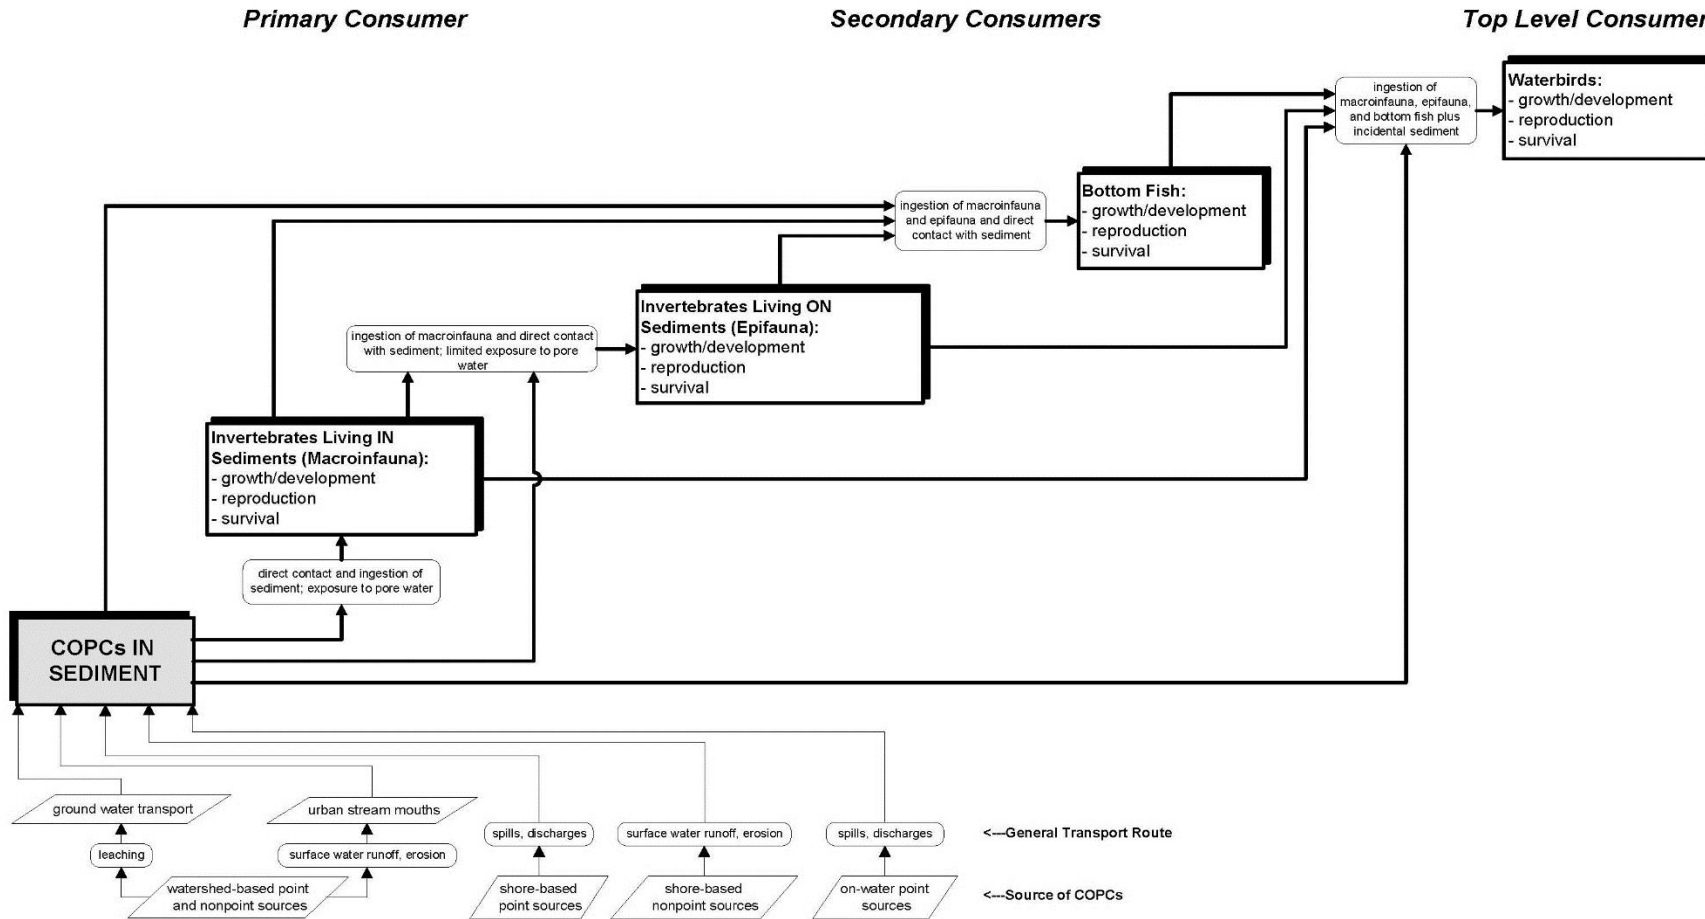 Primary Consumer
Secondary Consumers
Top Level Consumer
ingestion of
macroinfauna, epifauna,
and bottom fish plus
incidental sediment
Waterbirds:
- growth/development
- reproduction
- survival
ingestion of macroinfauna
and epifauna and direct
contact with sediment
Bottom Fish:
- growth/development
- reproduction
- survival
ingestion of macroinfauna and direct contact
with sediment; limited exposure to pore
water
Invertebrates Living ON
Sediments (Epifauna):
- growth/development
- reproduction
- survival
Invertebrates Living IN
Sediments (Macroinfauna):
- growth/development
- reproduction
- survival
direct contact and ingestion of
sediment; exposure to pore water
COPCs IN
SEDIMENT
ground water transport
urban stream mouths
spills, discharges
surface water runoff, erosion
spills, discharges
<---General Transport Route
leaching
surface water runoff, erosion
watershed-based point
and nonpoint sources
shore-based
point sources
shore-based
nonpoint sources
on-water point
sources
<---Source of COPCs